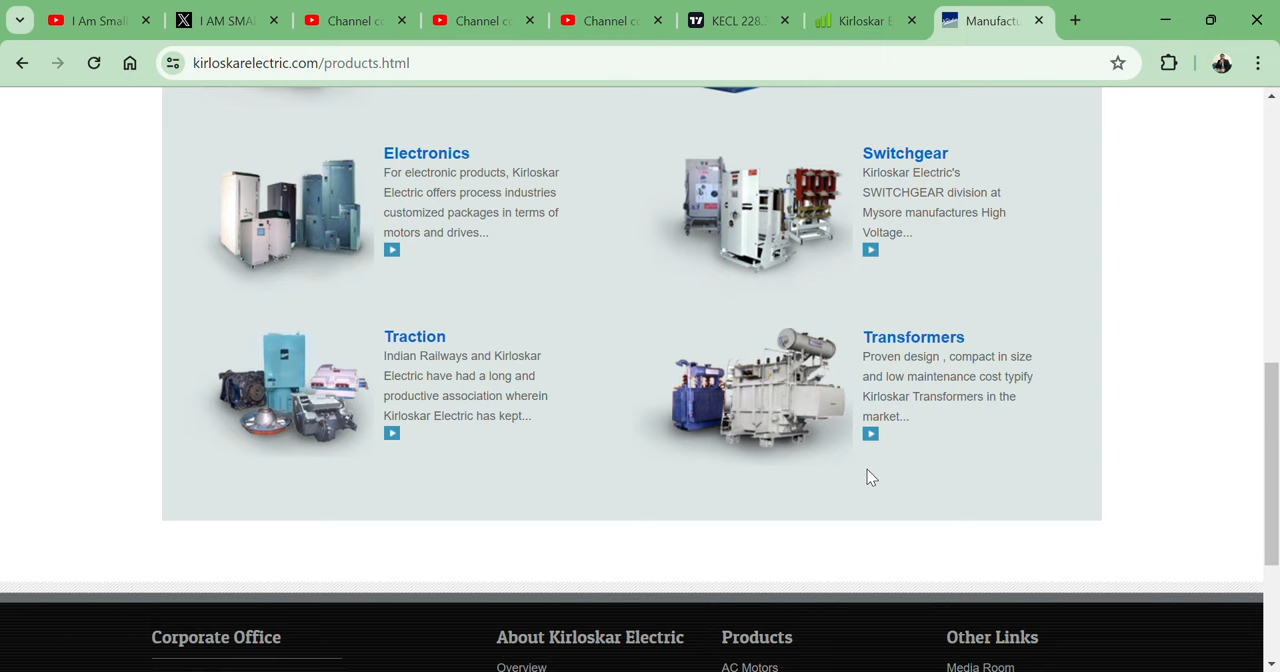 I Am Small
I AM SMA
Channel co
Channel co
Channel co
KECL 228.
Kirloskar E
Manufactu
kirloskarelectric.com/products.html
Electronics
For electronic products, Kirloskar
Electric offers process industries
customized packages in terms of
motors and drives...
Switchgear
Kirloskar Electric's
SWITCHGEAR division at
Mysore manufactures High
Voltage...
Traction
Indian Railways and Kirloskar
Electric have had a long and
productive association wherein
Kirloskar Electric has kept...
Transformers
Proven design , compact in size
and low maintenance cost typify
Kirloskar Transformers in the
market...
Corporate Office
About Kirloskar Electric
Overview
Products
AC Motors
Other Links
Media Room